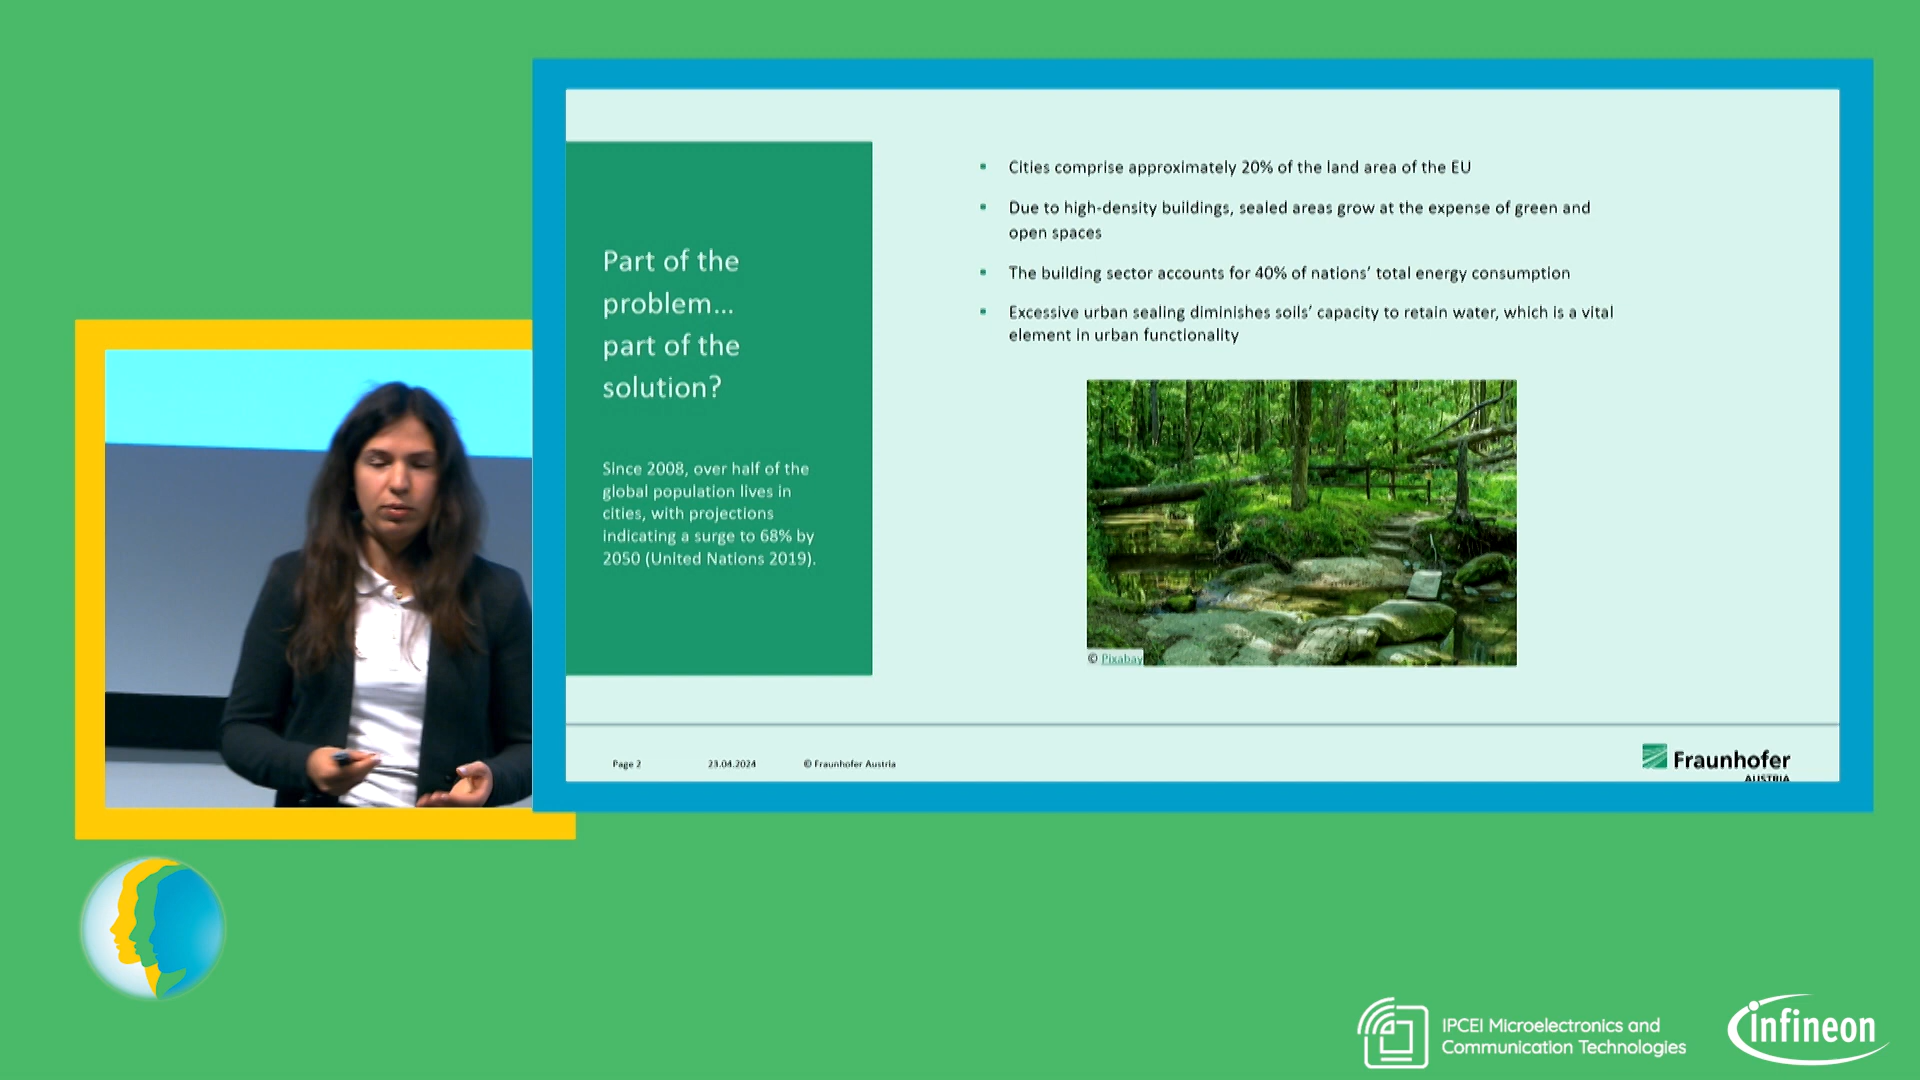 Part of the
problem...
part of the
solution?
Since 2008, over half of the
global population lives in
cities, with projections
indicating a surge to 68% by
2050 (United Nations 2019).
▪ Cities comprise approximately 20% of the land area of the EU
▪ Due to high-density buildings, sealed areas grow at the expense of green and
open spaces
▪ The building sector accounts for 40% of nations’ total energy consumption
▪ Excessive urban sealing diminishes soils’ capacity to retain water, which is a vital
element in urban functionality
© Pixabay
Page 2
23.04.2024
© Fraunhofer Austria
Fraunhofer
AUSTRIA
IPCEI Microelectronics and
Communication Technologies
infineon